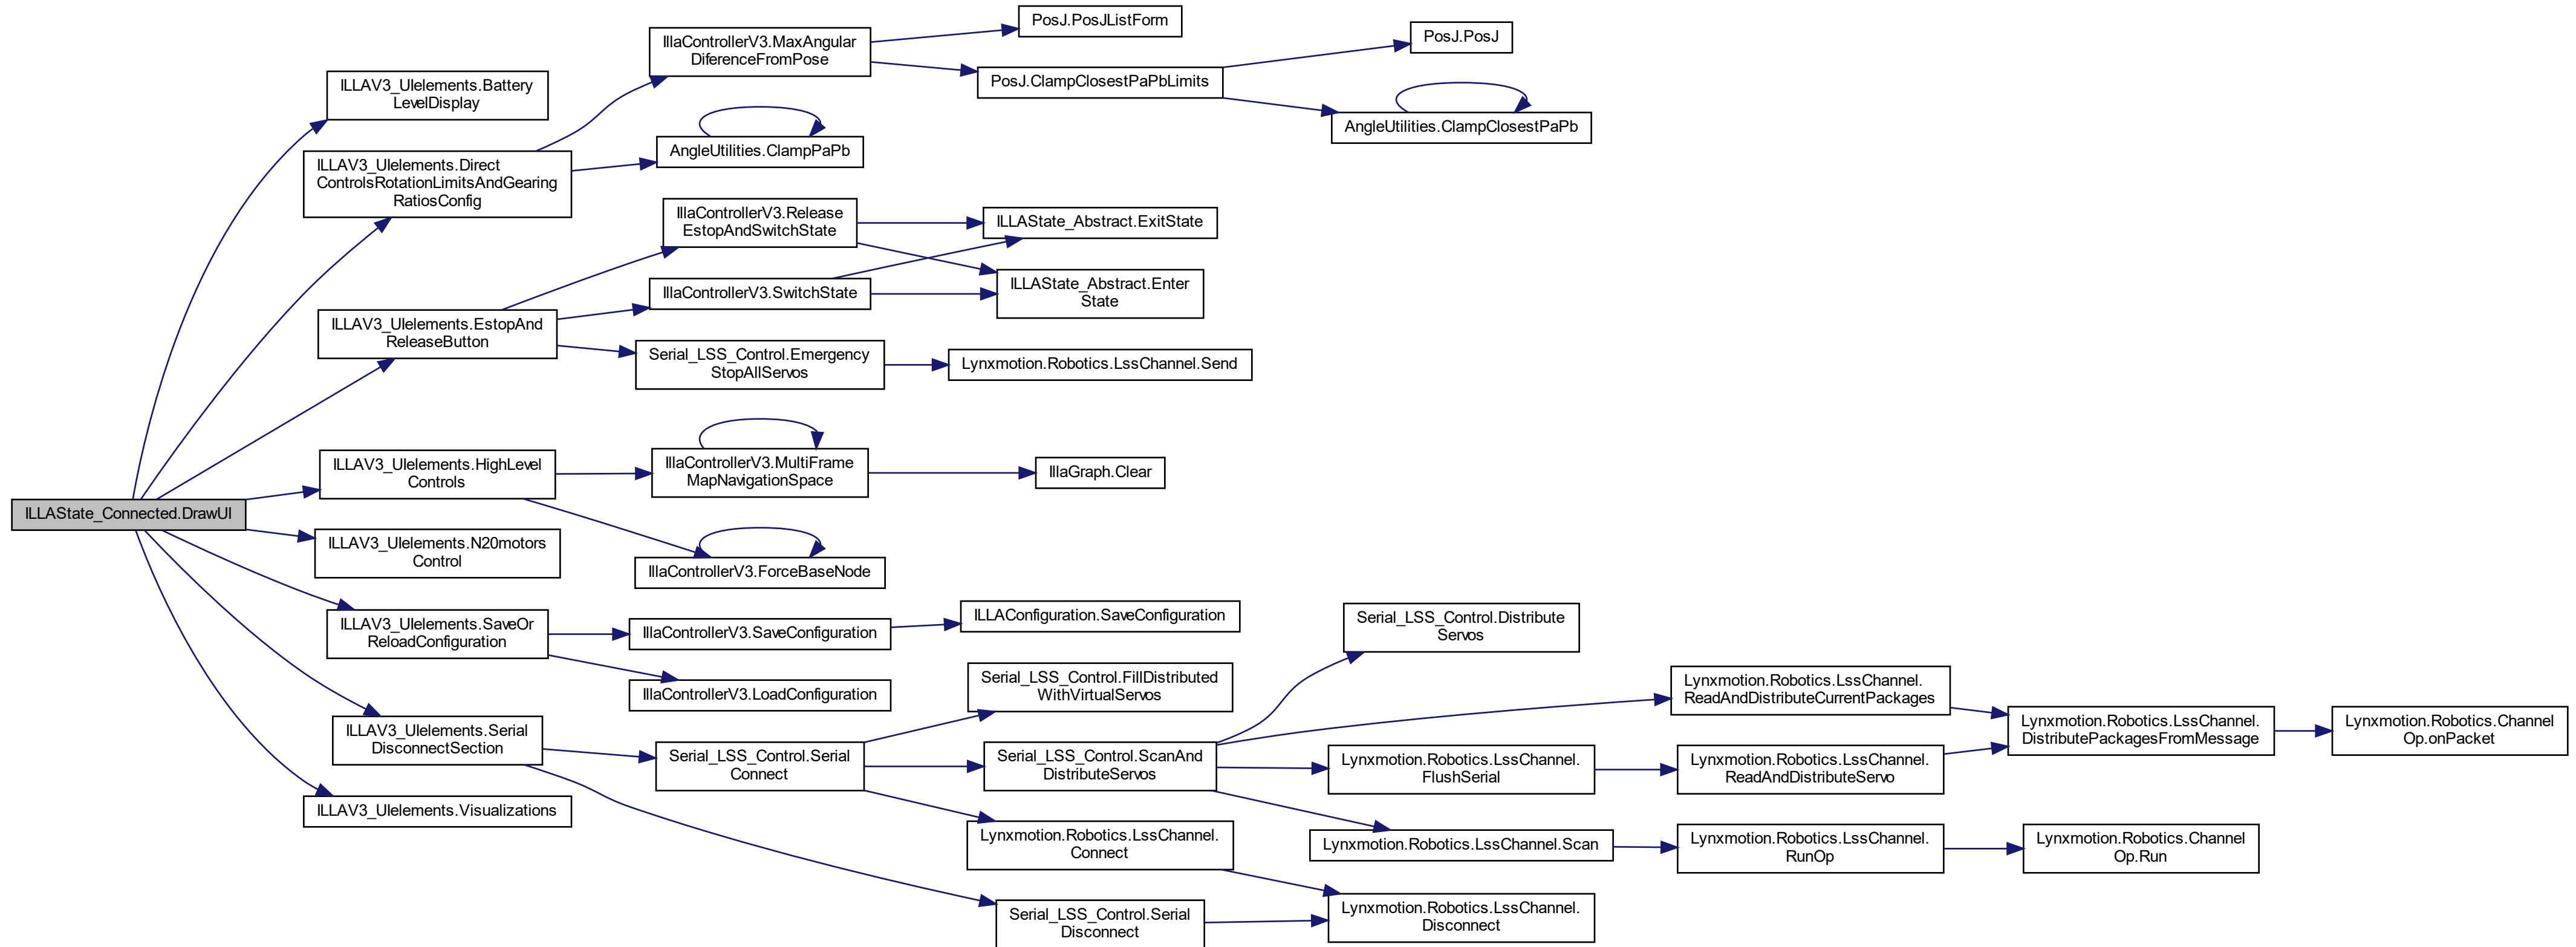 ILLAState_Connected.DrawUI
ILLAV3_UIelements.Battery
LevelDisplay
ILLAV3_UIelements.Direct
ControlsRotationLimitsAndGearing
RatiosConfig
ILLAV3_UIelements.EstopAnd
ReleaseButton
ILLAV3_UIelements.HighLevel
Controls
ILLAV3_UIelements.N20motors
Control
ILLAV3_UIelements.SaveOr
ReloadConfiguration
ILLAV3_UIelements.Serial
DisconnectSection
ILLAV3_UIelements.Visualizations
IllaControllerV3.MaxAngular
DiferenceFromPose
AngleUtilities.ClampPaPb
IllaControllerV3.Release
EstopAndSwitchState
IllaControllerV3.SwitchState
Serial_LSS_Control.Emergency
StopAllServos
IllaControllerV3.MultiFrame
MapNavigationSpace
IllaControllerV3.ForceBaseNode
IllaControllerV3.SaveConfiguration
IllaControllerV3.LoadConfiguration
Serial_LSS_Control.Serial
Connect
PosJ.PosJListForm
PosJ.ClampClosestPaPbLimits
ILLAState_Abstract.ExitState
ILLAState_Abstract.Enter
State
Lynxmotion.Robotics.LssChannel.Send
IllaGraph.Clear
ILLAConfiguration.SaveConfiguration
Serial_LSS_Control.FillDistributed
WithVirtualServos
Serial_LSS_Control.ScanAnd
DistributeServos
Lynxmotion.Robotics.LssChannel.
Connect
Serial_LSS_Control.Serial
Disconnect
PosJ.PosJ
AngleUtilities.ClampClosestPaPb
Serial_LSS_Control.Distribute
Servos
Lynxmotion.Robotics.LssChannel.
FlushSerial
Lynxmotion.Robotics.LssChannel.Scan
Lynxmotion.Robotics.LssChannel.
Disconnect
Lynxmotion.Robotics.LssChannel.
ReadAndDistributeCurrentPackages
Lynxmotion.Robotics.LssChannel.
ReadAndDistributeServo
Lynxmotion.Robotics.LssChannel.
RunOp
Lynxmotion.Robotics.LssChannel.
DistributePackagesFromMessage
Lynxmotion.Robotics.Channel
Op.Run
Lynxmotion.Robotics.Channel
Op.onPacket